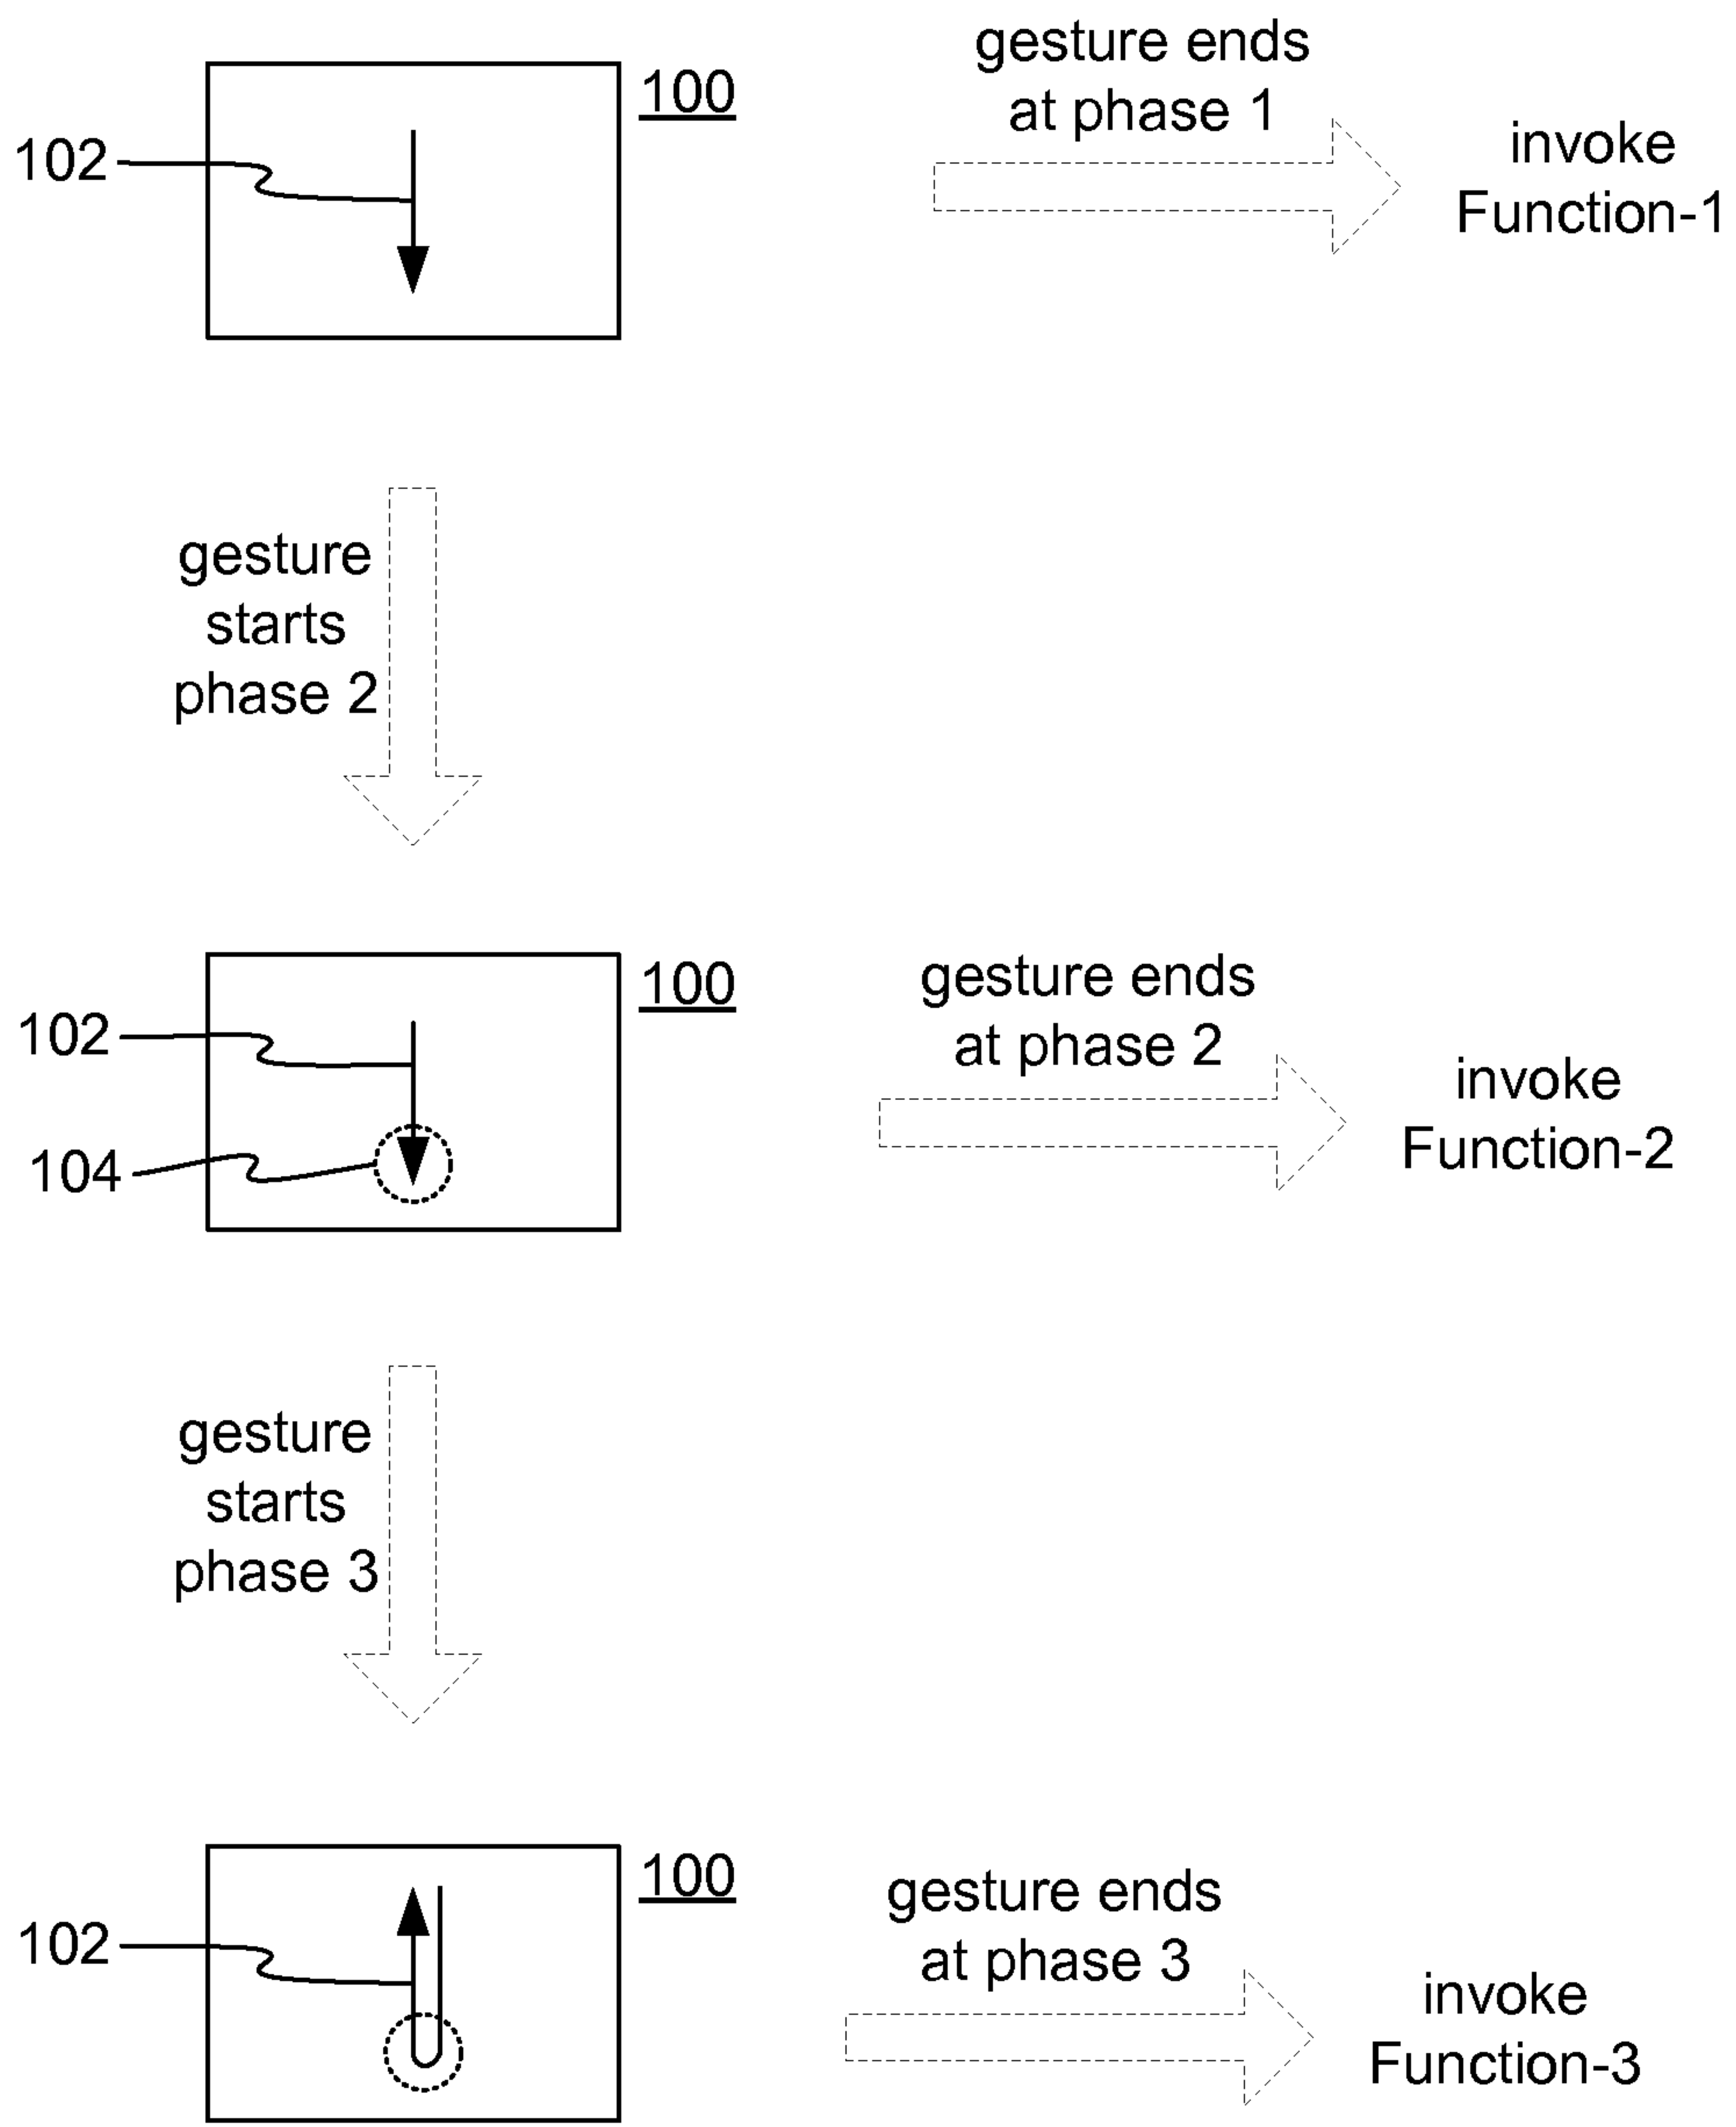 gesture ends
at phase 1
100
102
invoke
Function-1
gesture
starts
phase 2
100
gesture ends
at phase 2
102
104
invoke
Function-2
gesture
starts
phase 3
100
gesture ends
at phase 3
102
invoke
Function-3